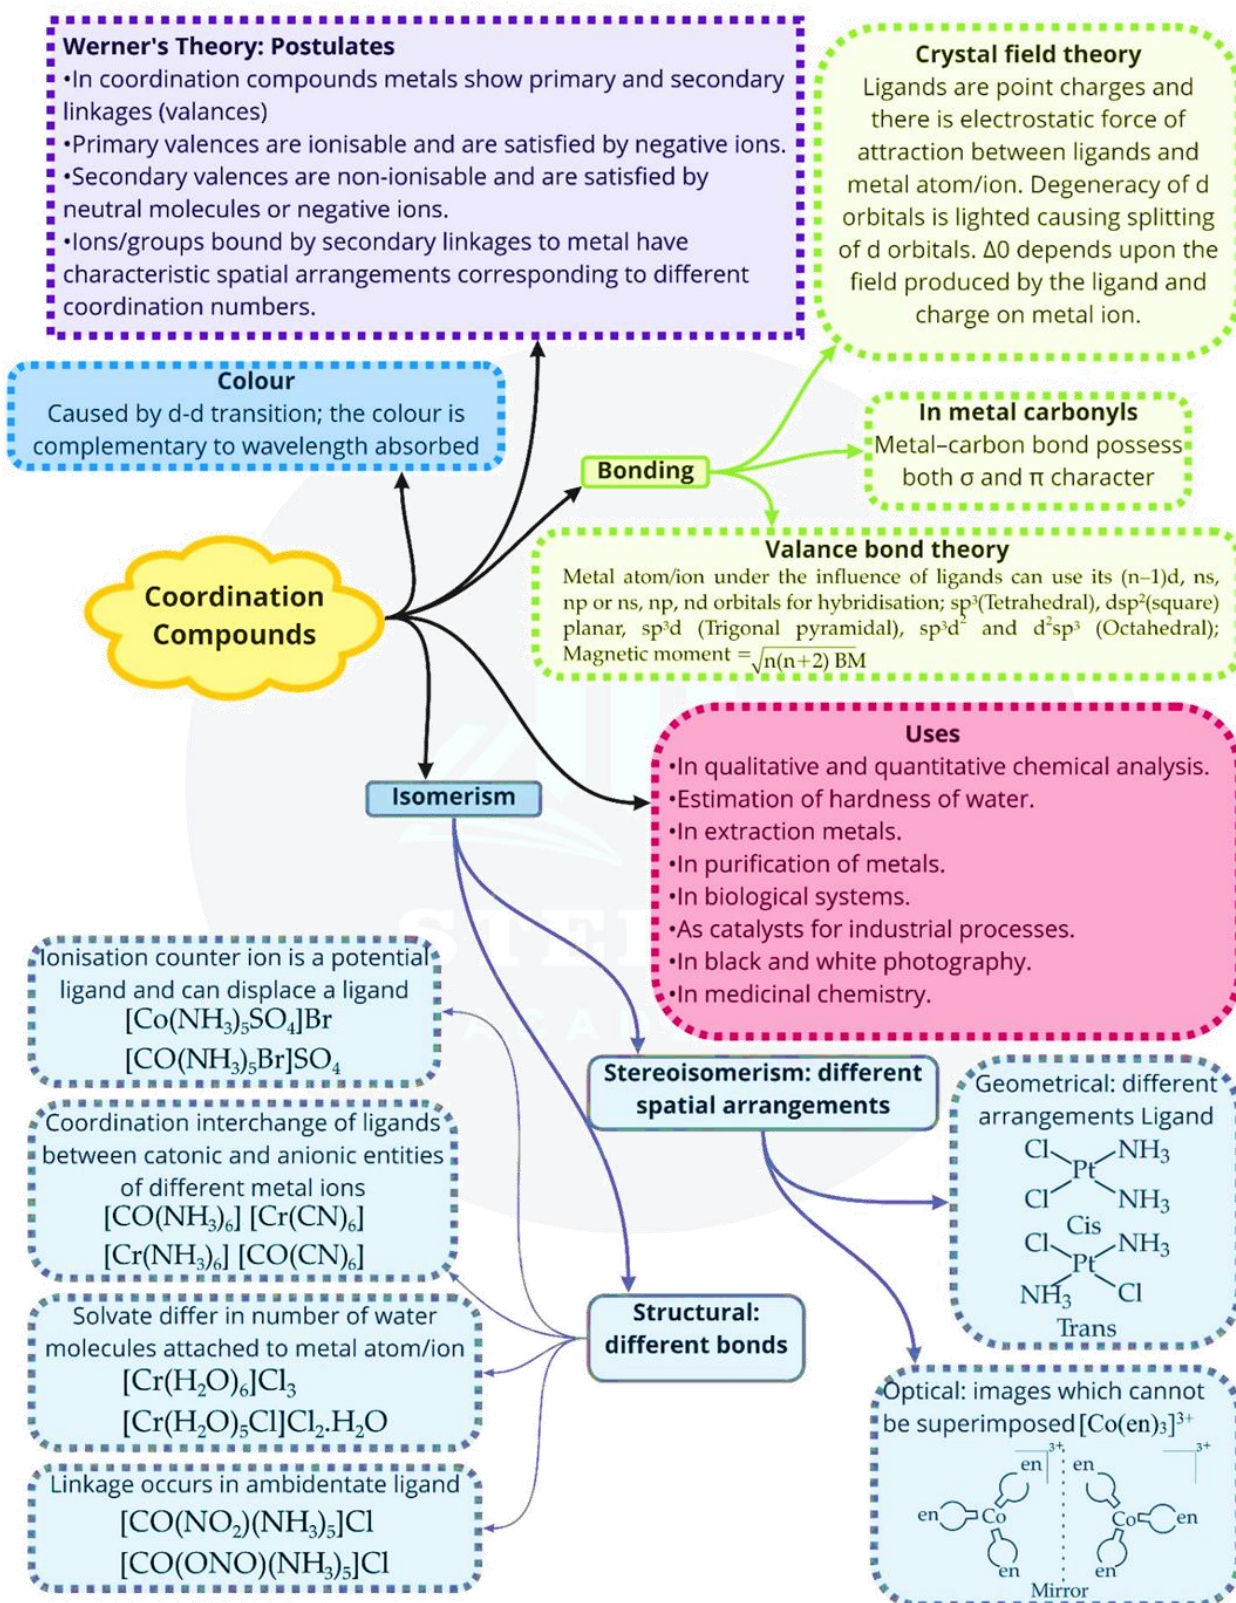 Werner's Theory: Postulates
•In coordination compounds metals show primary and secondary
linkages (valances)
•Primary valences are ionisable and are satisfied by negative ions.
•Secondary valences are non-ionisable and are satisfied by
neutral molecules or negative ions.
•Ions/groups bound by secondary linkages to metal have
characteristic spatial arrangements corresponding to different
coordination numbers.
Crystal field theory
Ligands are point charges and
there is electrostatic force of
attraction between ligands and
metal atom/ion. Degeneracy of d
orbitals is lighted causing splitting
of d orbitals. Δ0 depends upon the
field produced by the ligand and
charge on metal ion.
Colour
Caused by d-d transition; the colour is
complementary to wavelength absorbed
In metal carbonyls
Metal–carbon bond possess
both σ and π character
Bonding
Valance bond theory
Metal atom/ion under the influence of ligands can use its (n–1)d, ns,
np or ns, np, nd orbitals for hybridisation; sp³(Tetrahedral), dsp²(square)
planar, sp³d (Trigonal pyramidal), sp³d² and d²sp³ (Octahedral);
Magnetic moment = √n(n+2) BM
Coordination
Compounds
Uses
•In qualitative and quantitative chemical analysis.
•Estimation of hardness of water.
•In extraction metals.
•In purification of metals.
•In biological systems.
•As catalysts for industrial processes.
•In black and white photography.
•In medicinal chemistry.
Isomerism
Ionisation counter ion is a potential
ligand and can displace a ligand
[Co(NH₃)₅SO₄]Br
[CO(NH₃)₅Br]SO₄
Coordination interchange of ligands
between catonic and anionic entities
of different metal ions
[CO(NH₃)₆] [Cr(CN)₆]
[Cr(NH₃)₆] [CO(CN)₆]
Solvate differ in number of water
molecules attached to metal atom/ion
[Cr(H₂O)₆]Cl₃
[Cr(H₂O)₅Cl]Cl₂.H₂O
Linkage occurs in ambidentate ligand
[CO(NO₂)(NH₃)₅]Cl
[CO(ONO)(NH₃)₅]Cl
Stereoisomerism: different
spatial arrangements
Structural:
different bonds
Geometrical: different
arrangements Ligand
Cl NH₃
Pt
Cl NH₃
Cis
Cl NH₃
Pt
NH₃ Cl
Trans
Optical: images which cannot
be superimposed [Co(en)₃]³⁺
3+ 3+
en en
en Co Co en
en en
Mirror